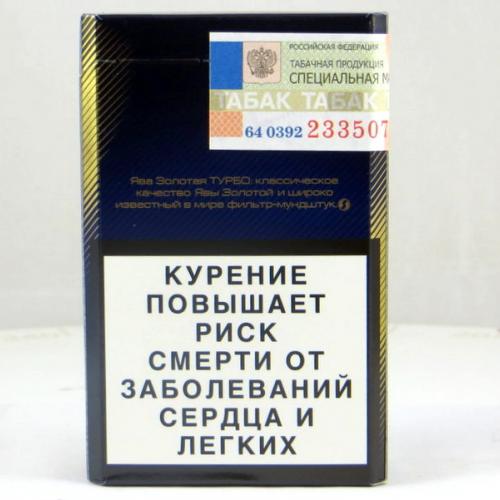 РОССИЙСКАЯ ФЕДЕРАЦИЯ
ТАБАЧНАЯ ПРОДУКЦИЯ
СПЕЦИАЛЬНАЯ М
ТАБАК ТАБАК
64 0392 233507
Ява Золотая ТУРБО: классическое
качество Явы Золотой и широко
известный в мире фильтр-мундштук.
КУРЕНИЕ
ПОВЫШАЕТ
РИСК
СМЕРТИ ОТ
ЗАБОЛЕВАНИЙ
СЕРДЦА И
ЛЕГКИХ